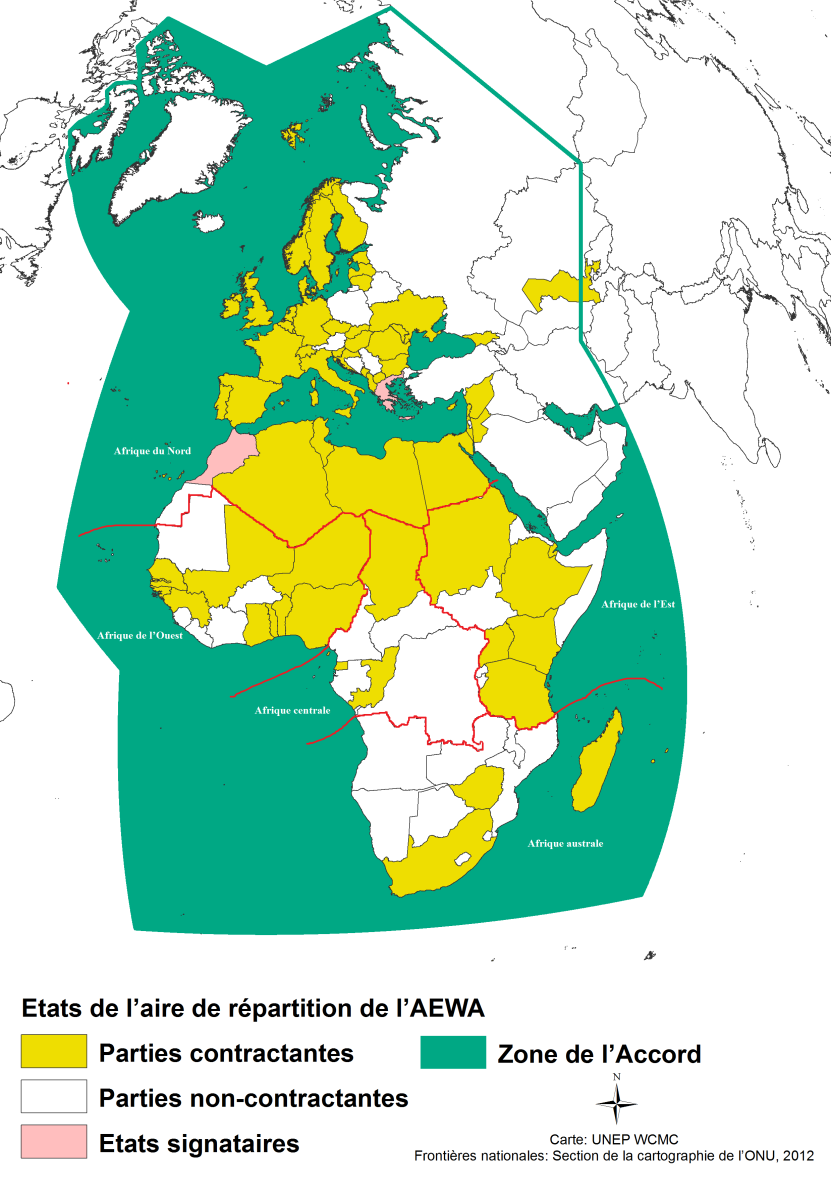 Afrique du Nord
Afrique de l'Est
Afrique de l'Ouest
Afrique centrale
Afrique australe
Etats de l'aire de répartition de l'AEWA
Parties contractantes
Zone de l'Accord
Parties non-contractantes
N
Etats signataires
Carte: UNEP WCMC
Frontières nationales: Section de la cartographie de l'ONU, 2012